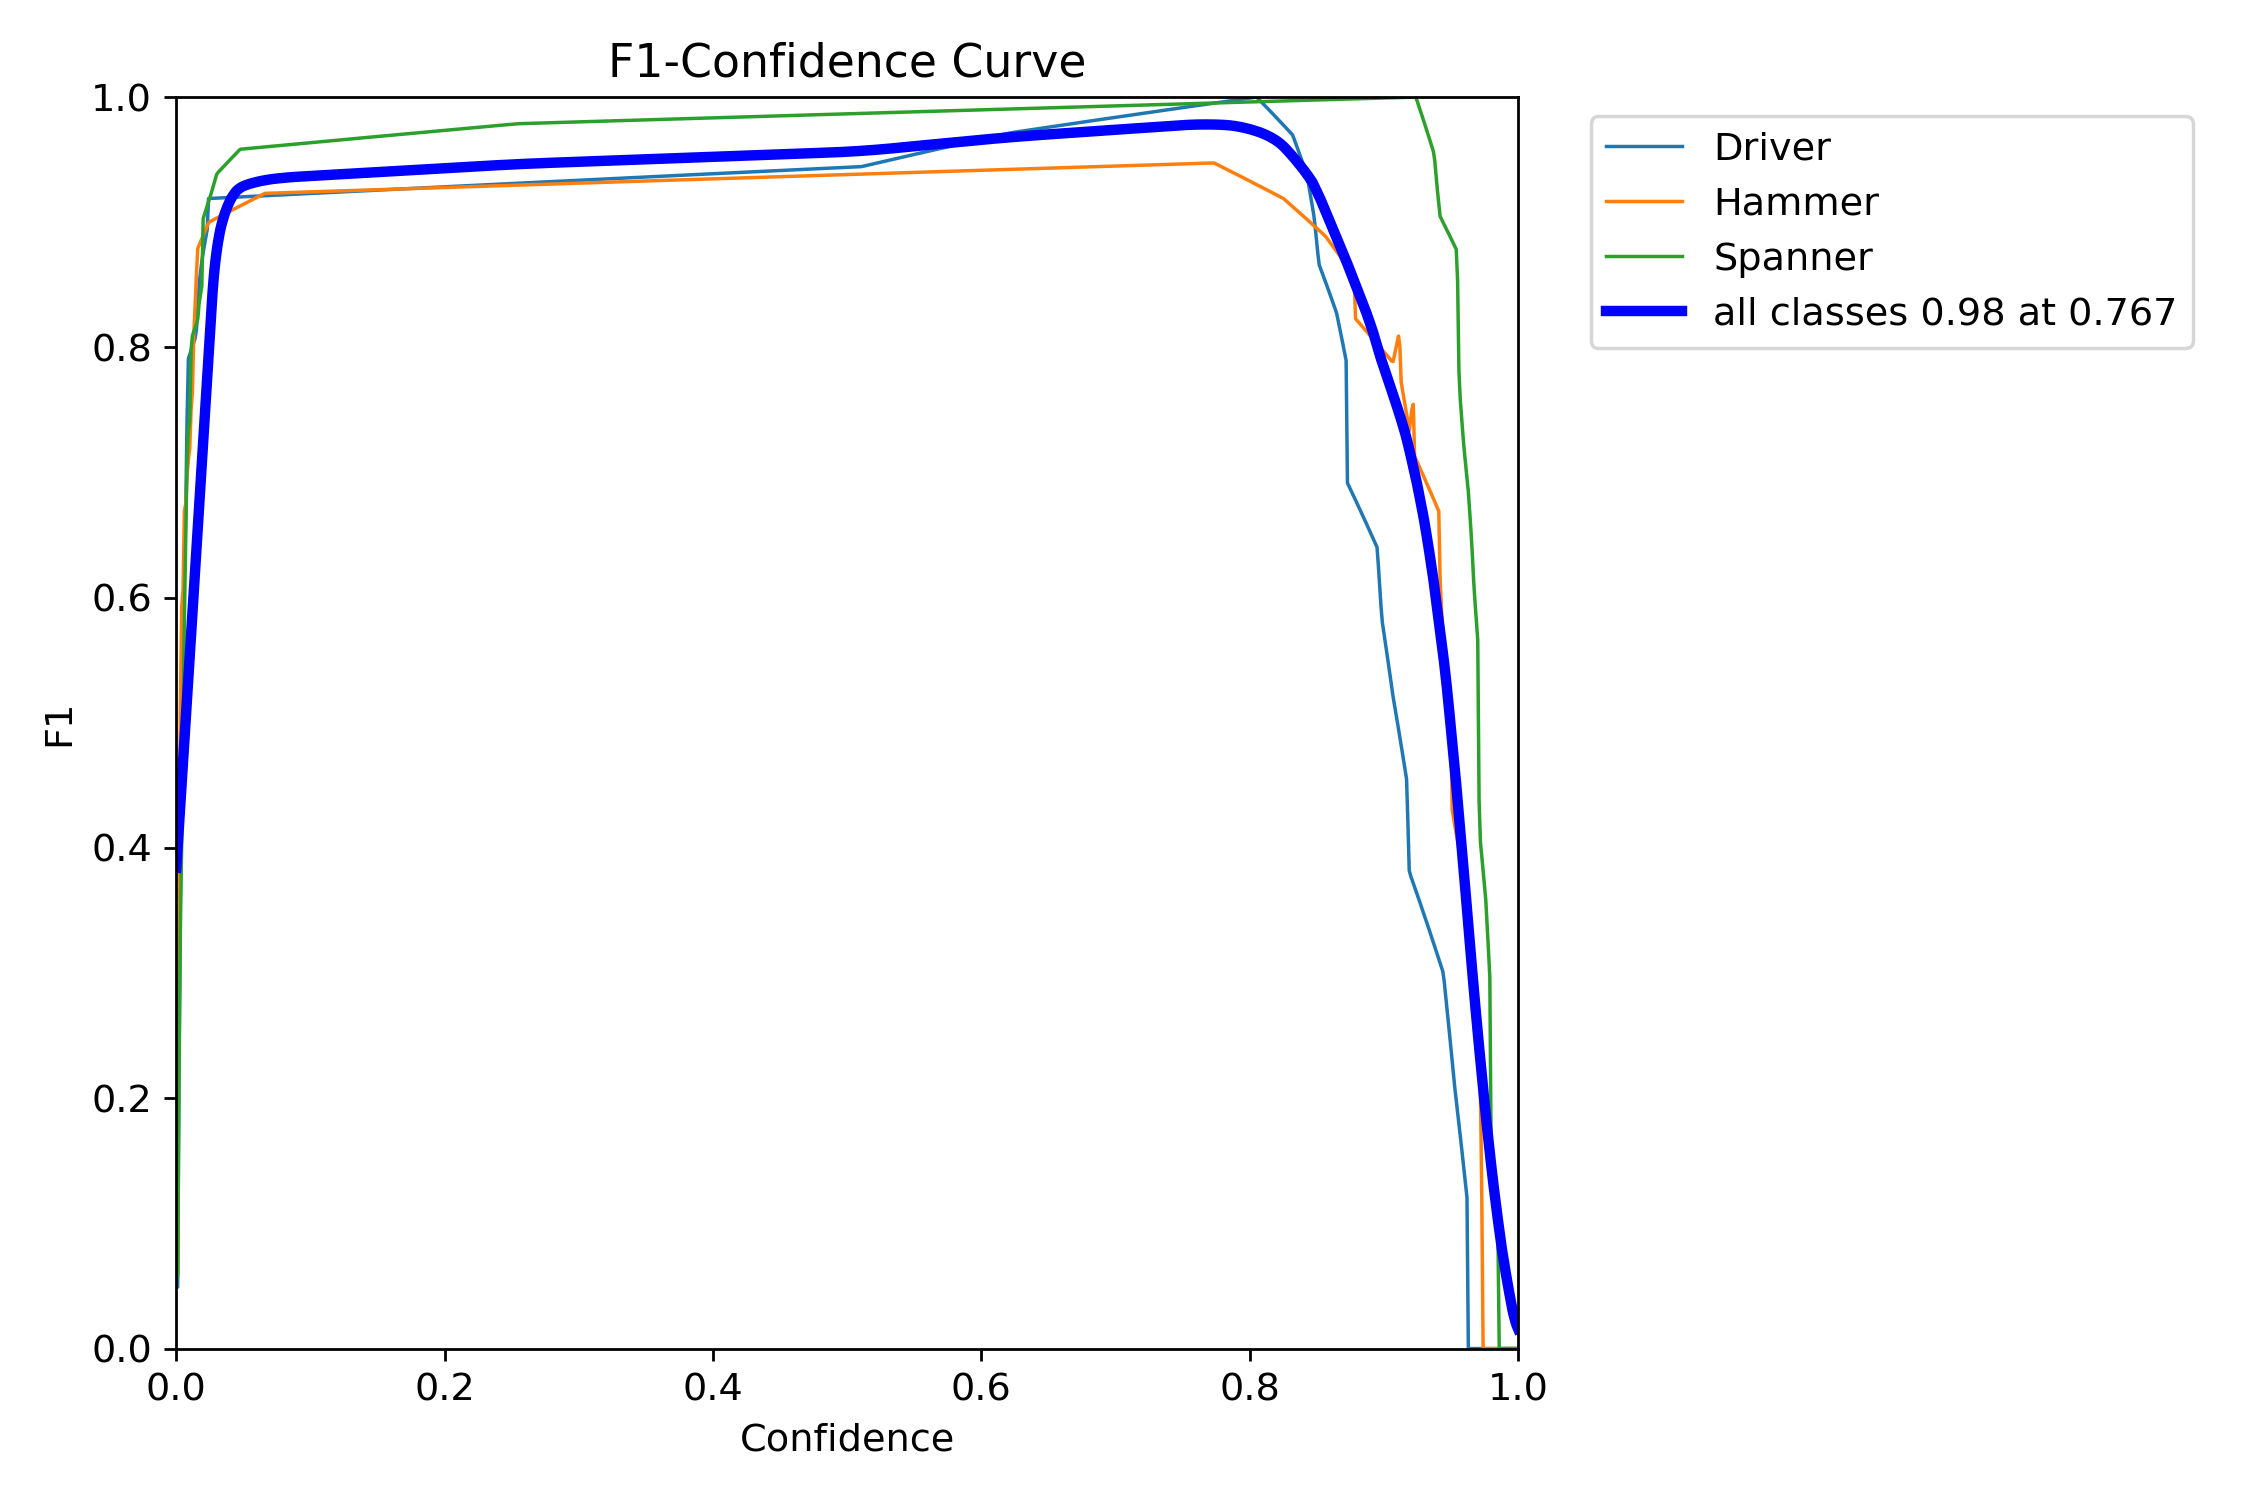 F1-Confidence Curve
1.0
0.8
0.6
0.4
0.2
0.0
F1
0.0 0.2 0.4 0.6 0.8 1.0
Confidence
Driver
Hammer
Spanner
all classes 0.98 at 0.767